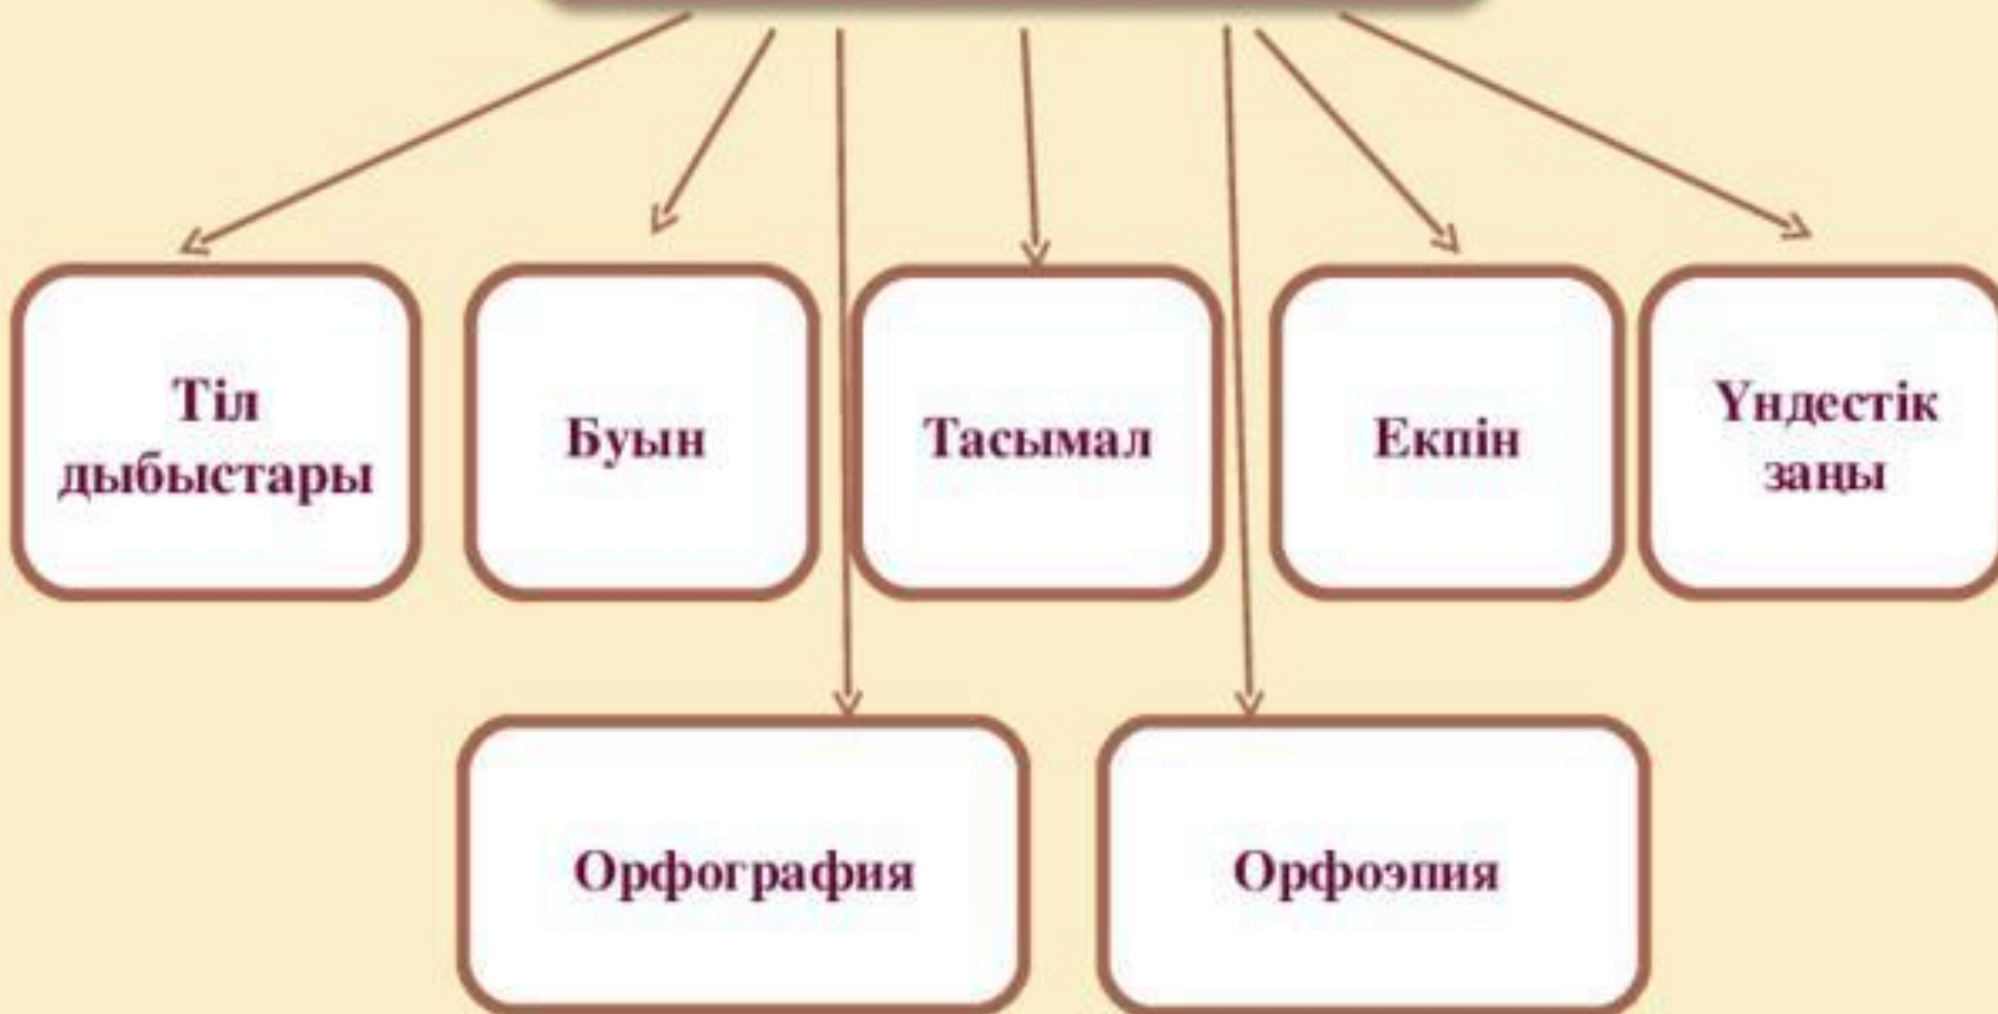 Тіл
дыбыстары
Буын
Тасымал
Екпін
Үндестік
заңы
Орфография
Орфоэпия